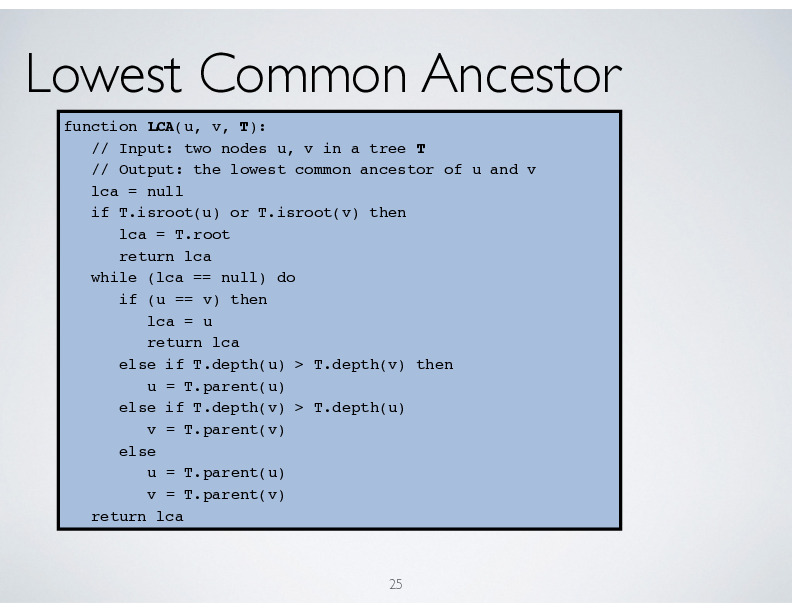 Lowest Common Ancestor
function LCA(u, v, T):
   // Input: two nodes u, v in a tree T
   // Output: the lowest common ancestor of u and v
   lca = null
   if T.isroot(u) or T.isroot(v) then
      lca = T.root
      return lca
   while (lca == null) do
      if (u == v) then
         lca = u
         return lca
      else if T.depth(u) > T.depth(v) then
         u = T.parent(u)
      else if T.depth(v) > T.depth(u)
         v = T.parent(v)
      else
         u = T.parent(u)
         v = T.parent(v)
   return lca
25